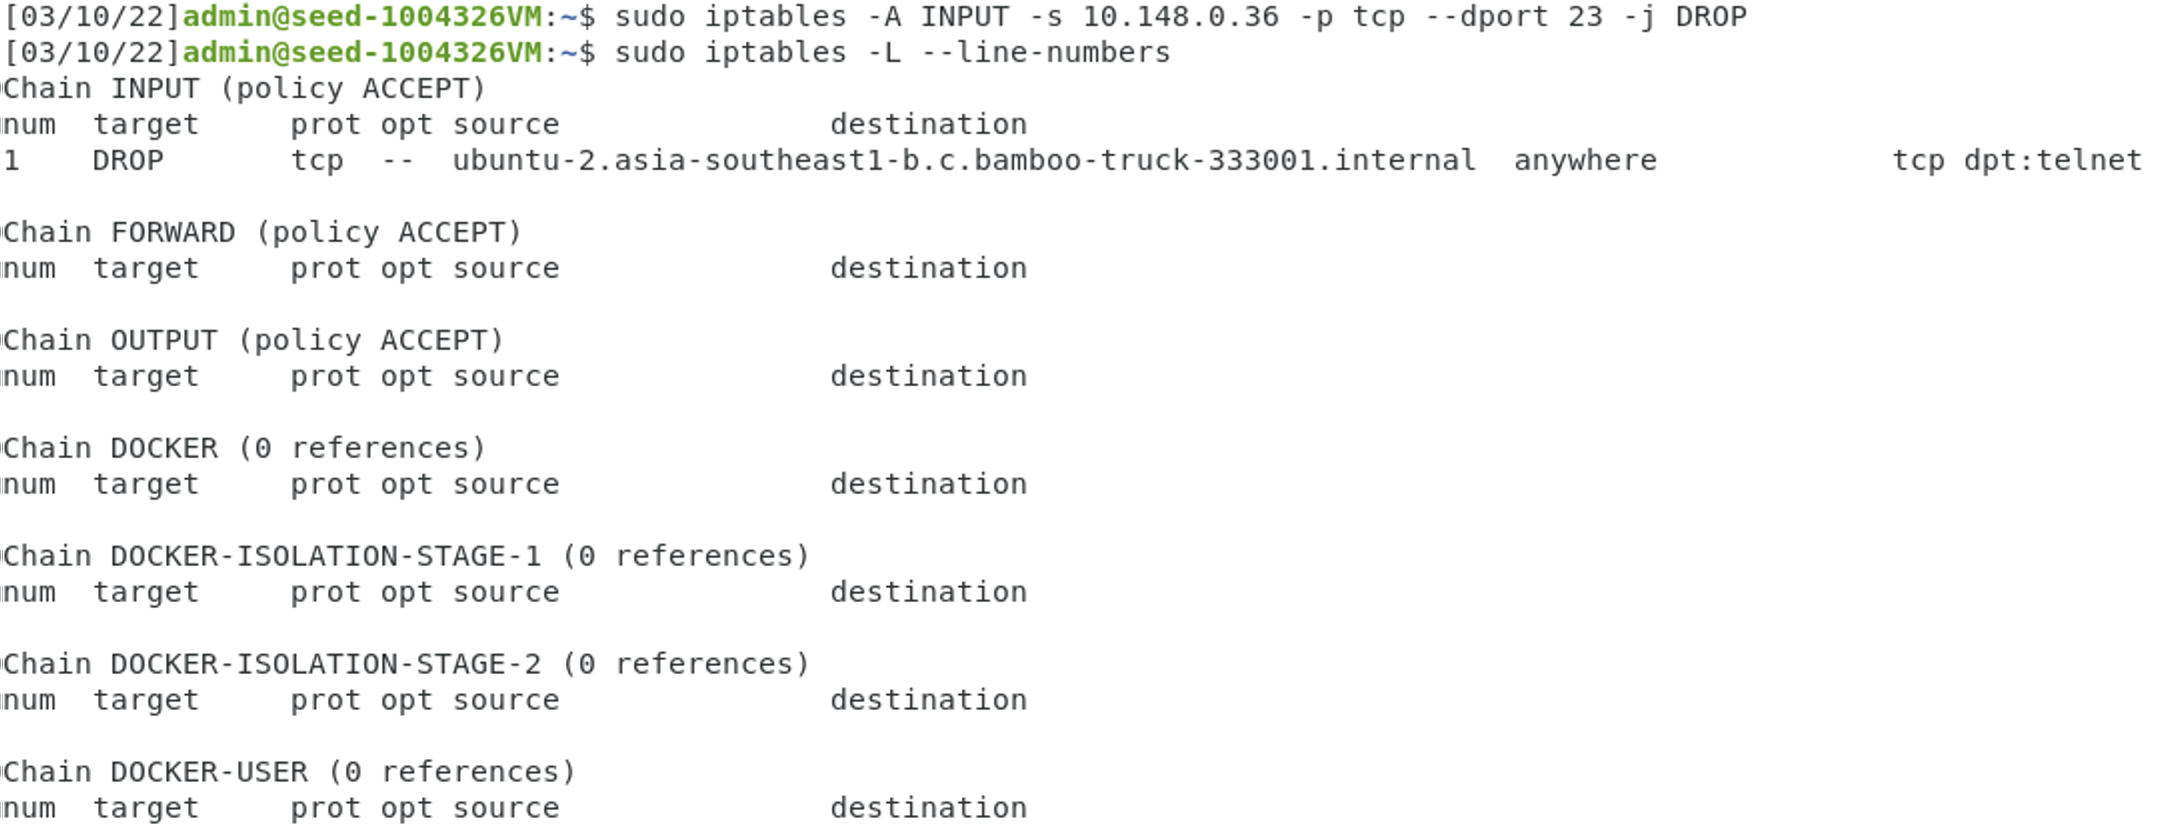 [03/10/22]admin@seed-1004326VM:~$ sudo iptables -A INPUT -s 10.148.0.36 -p tcp --dport 23 -j DROP
[03/10/22]admin@seed-1004326VM:~$ sudo iptables -L --line-numbers
Chain INPUT (policy ACCEPT)
num  target     prot opt source               destination
1    DROP       tcp  --  ubuntu-2.asia-southeast1-b.c.bamboo-truck-333001.internal  anywhere             tcp dpt:telnet
Chain FORWARD (policy ACCEPT)
num  target     prot opt source               destination
Chain OUTPUT (policy ACCEPT)
num  target     prot opt source               destination
Chain DOCKER (0 references)
num  target     prot opt source               destination
Chain DOCKER-ISOLATION-STAGE-1 (0 references)
num  target     prot opt source               destination
Chain DOCKER-ISOLATION-STAGE-2 (0 references)
num  target     prot opt source               destination
Chain DOCKER-USER (0 references)
num  target     prot opt source               destination